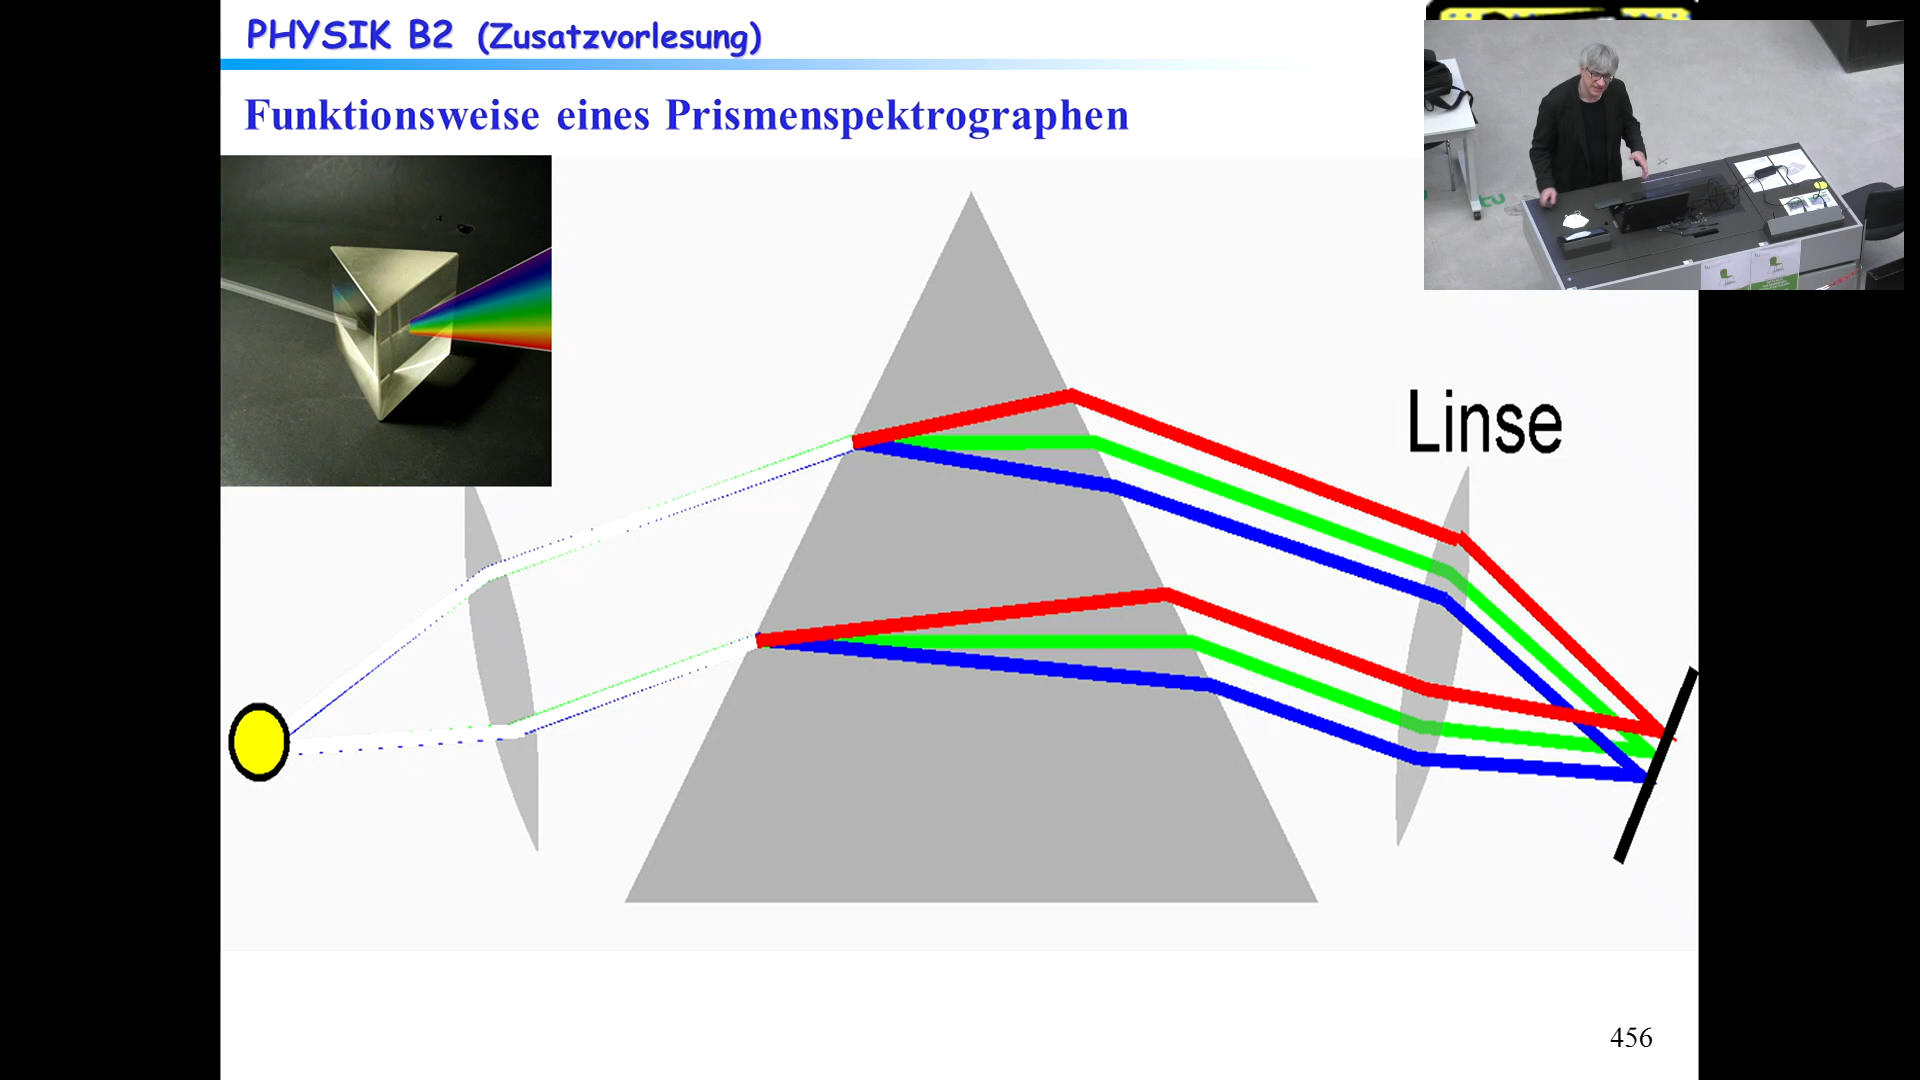 PHYSIK B2 (Zusatzvorlesung)
Funktionsweise eines Prismenspektrographen
Linse
456